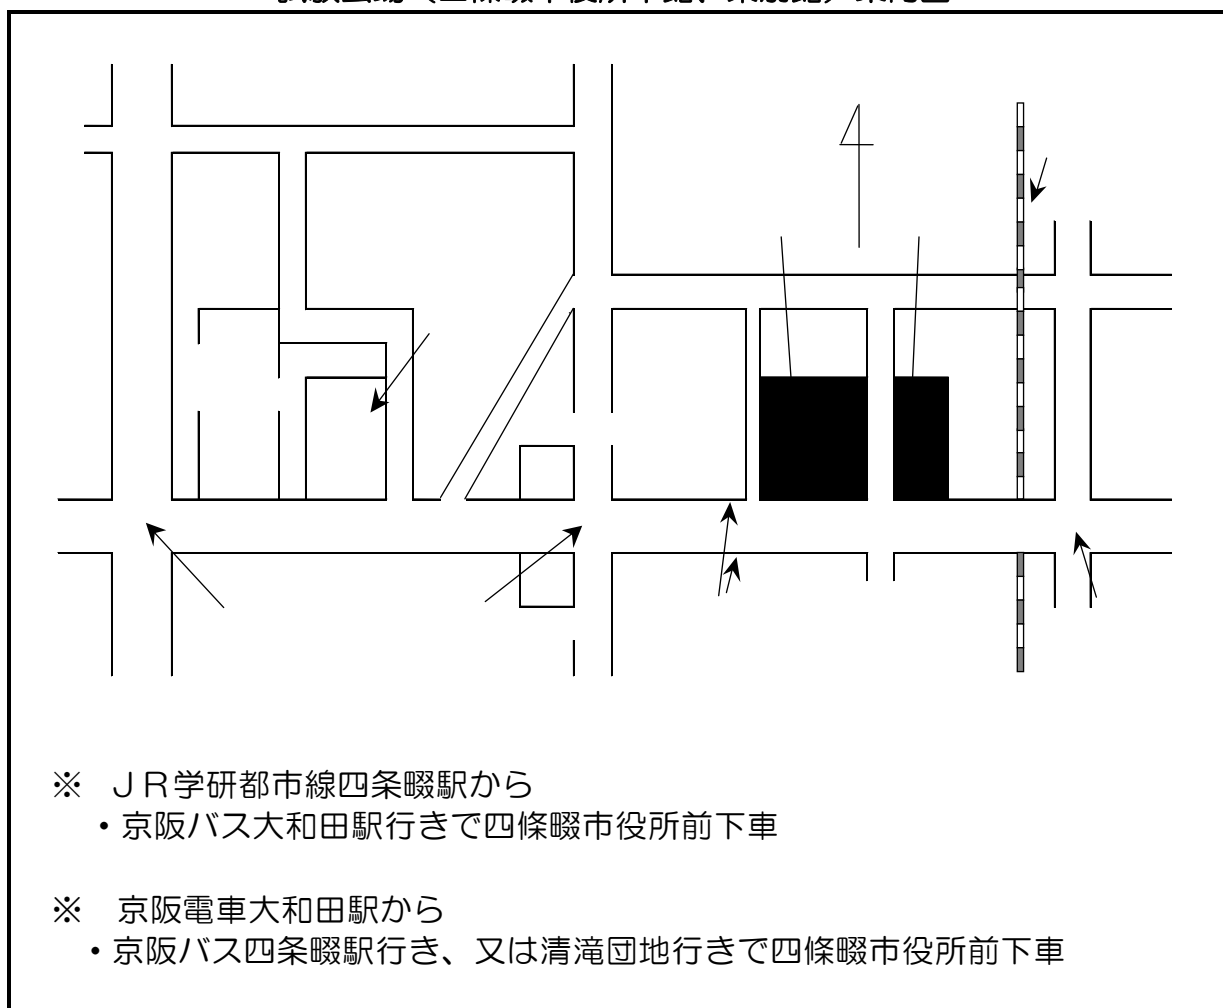 ※　ＪＲ学研都市線四条畷駅から
・京阪バス大和田駅行きで四條畷市役所前下車
※　京阪電車大和田駅から
・京阪バス四条畷駅行き、又は清滝団地行きで四條畷市役所前下車